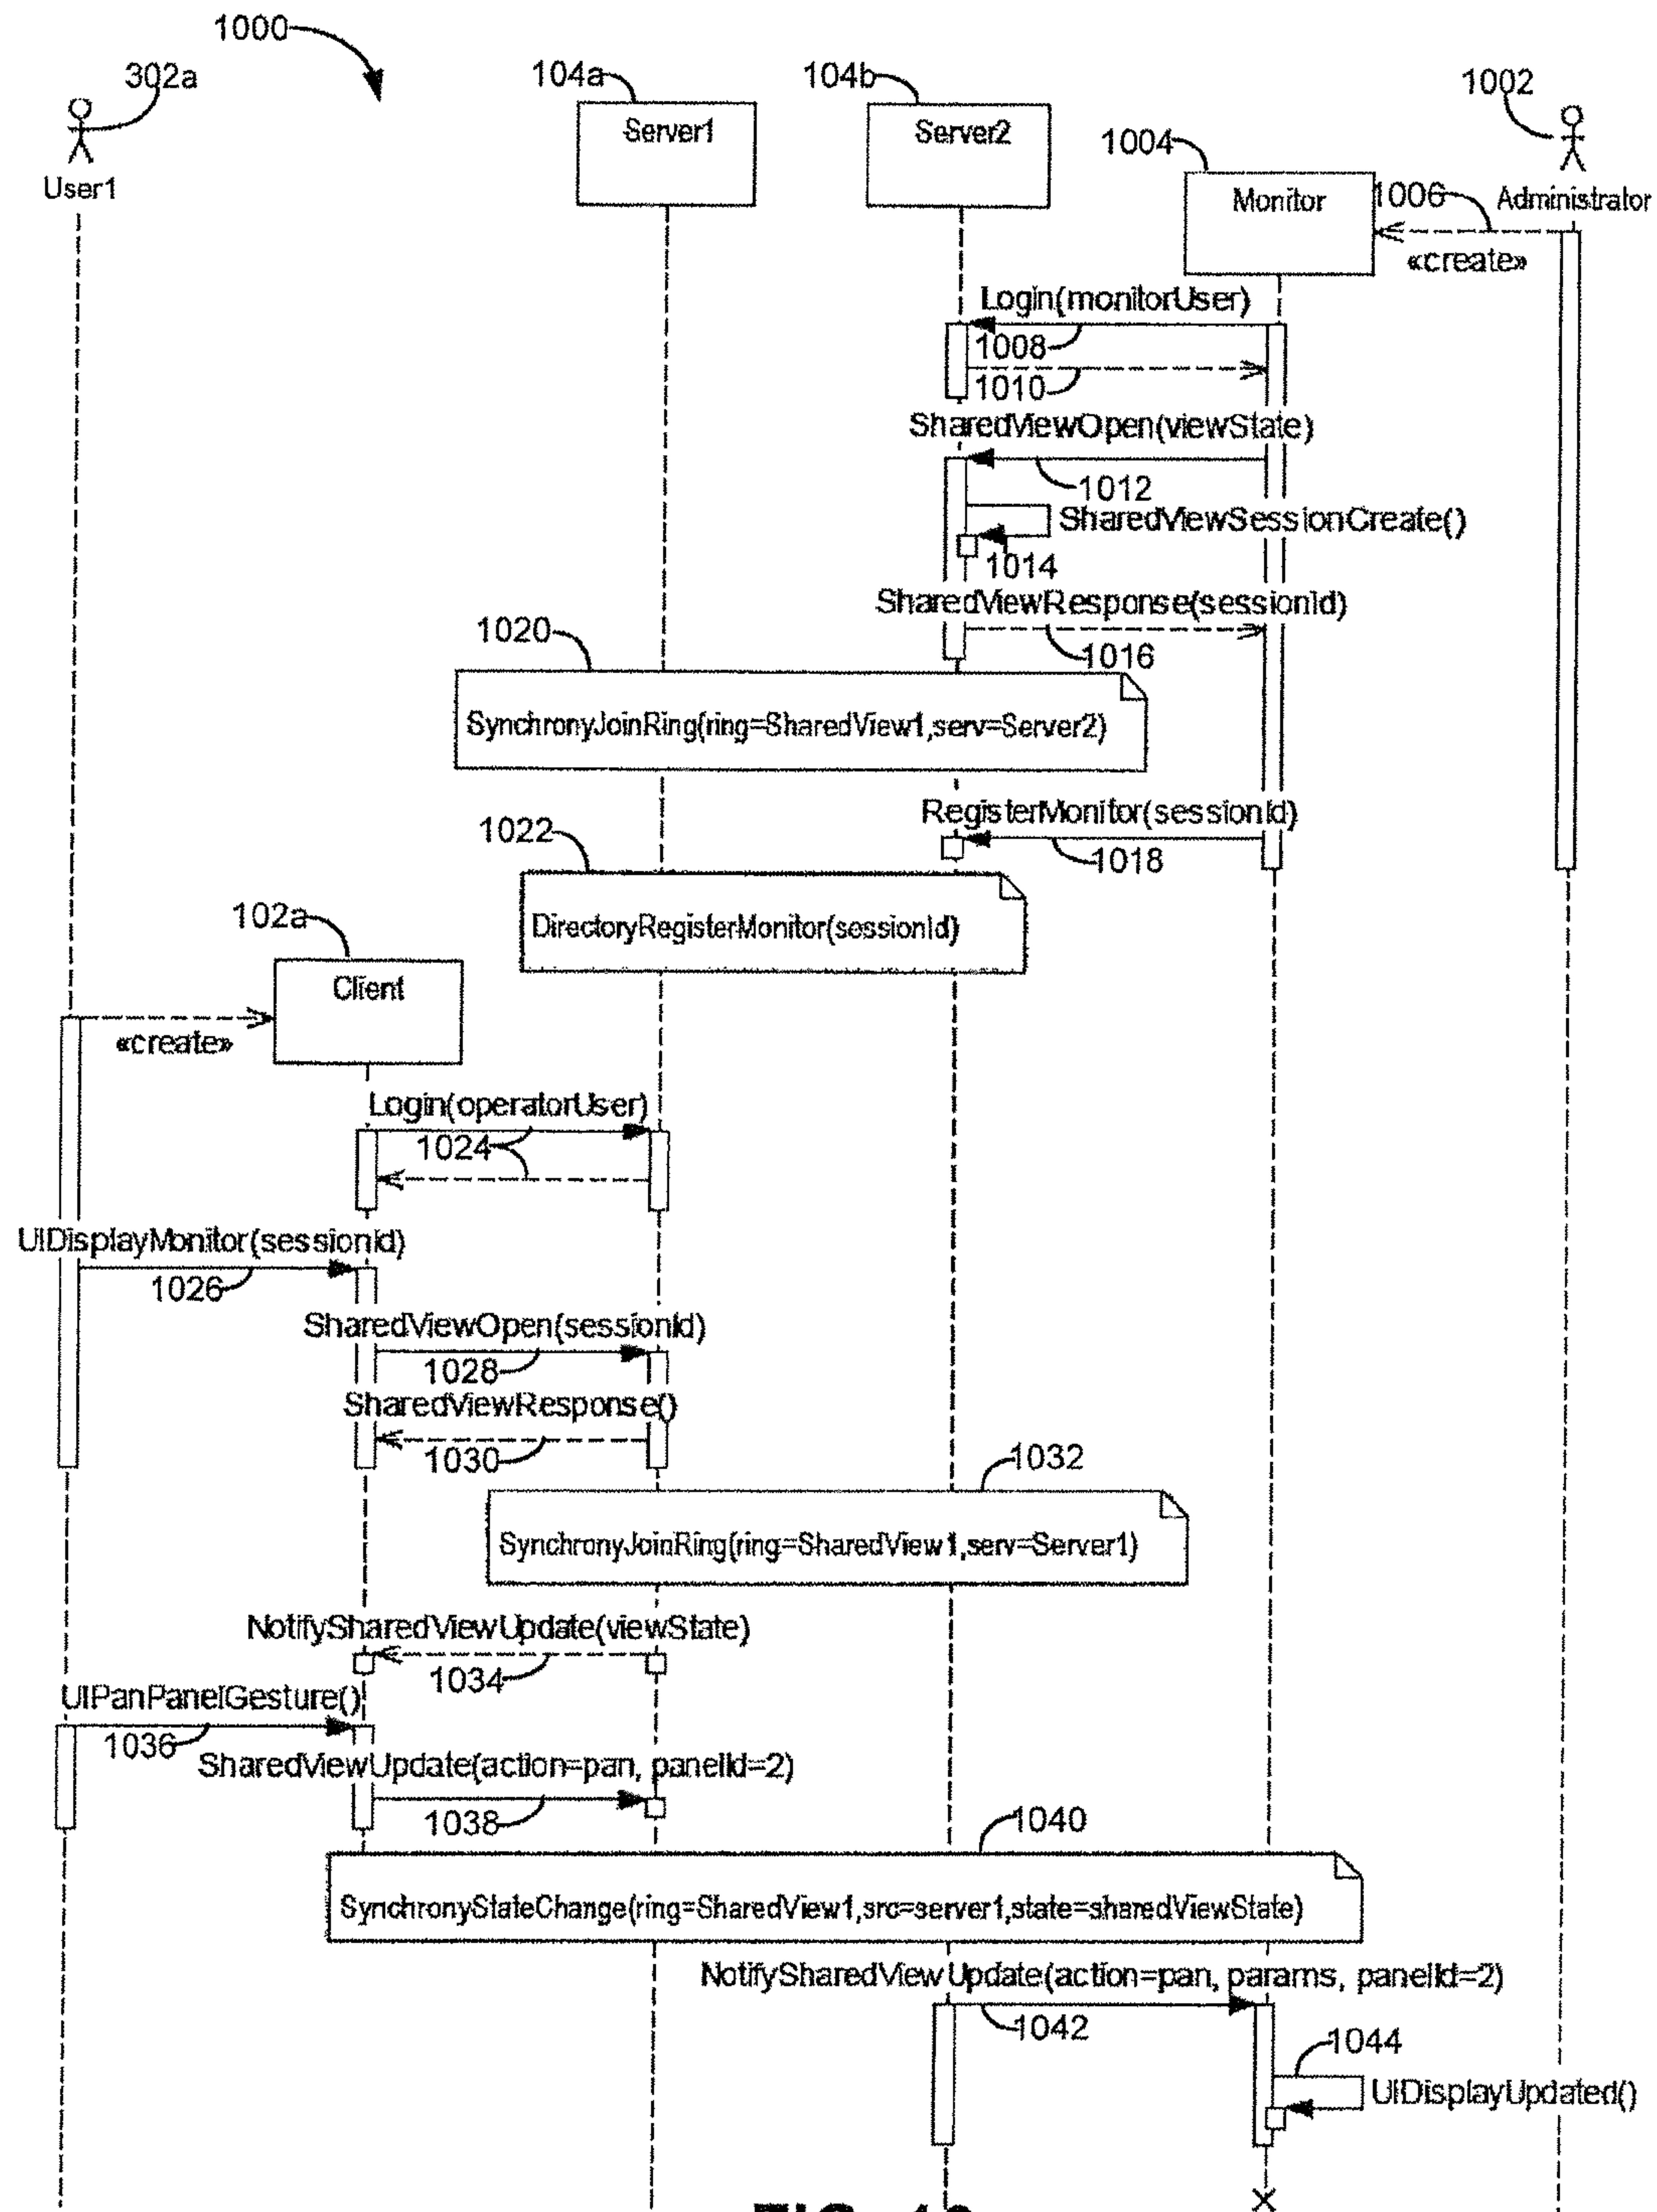 1000
302a
User1
104a
Server1
104b
Server2
1004
Monitor
1006
1002
Administrator
«create»
Login(monitorUser)
1008
1010
SharedViewOpen(viewState)
1012
SharedViewSessionCreate()
1014
SharedViewResponse(sessionId)
1016
1020
SynchronyJoinRing(ring=SharedView1,serv=Server2)
RegisterMonitor(sessionId)
1018
1022
DirectoryRegisterMonitor(sessionId)
102a
Client
«create»
Login(operatorUser)
1024
UIDisplayMonitor(sessionId)
1026
SharedViewOpen(sessionId)
1028
SharedViewResponse()
1030
1032
SynchronyJoinRing(ring=SharedView1,serv=Server1)
NotifySharedViewUpdate(viewState)
1034
UIPanPanelGesture()
1036
SharedViewUpdate(action=pan, panelId=2)
1038
1040
SynchronyStateChange(ring=SharedView1,src=server1,state=sharedViewState)
NotifySharedViewUpdate(action=pan, params, panelId=2)
1042
1044
UIDisplayUpdated()